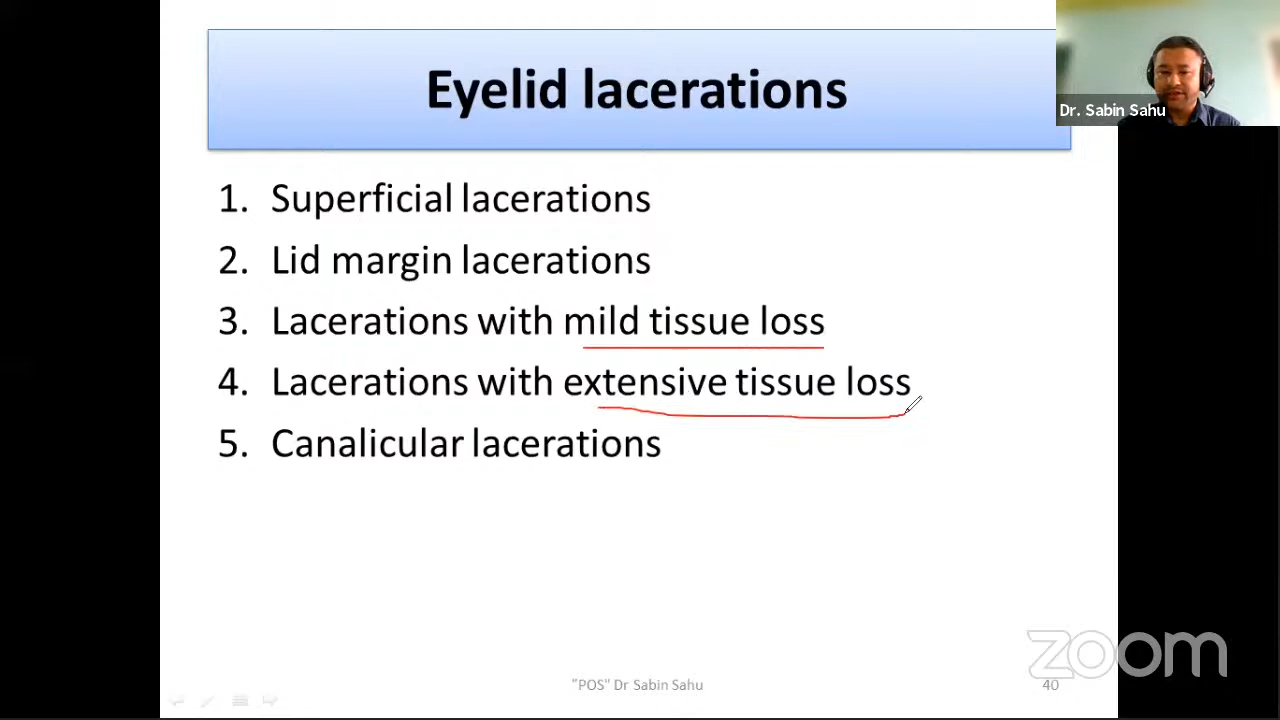 Eyelid lacerations
Dr. Sabin Sahu
1. Superficial lacerations
2. Lid margin lacerations
3. Lacerations with mild tissue loss
4. Lacerations with extensive tissue loss
5. Canalicular lacerations
zoom
"POS" Dr Sabin Sahu
40